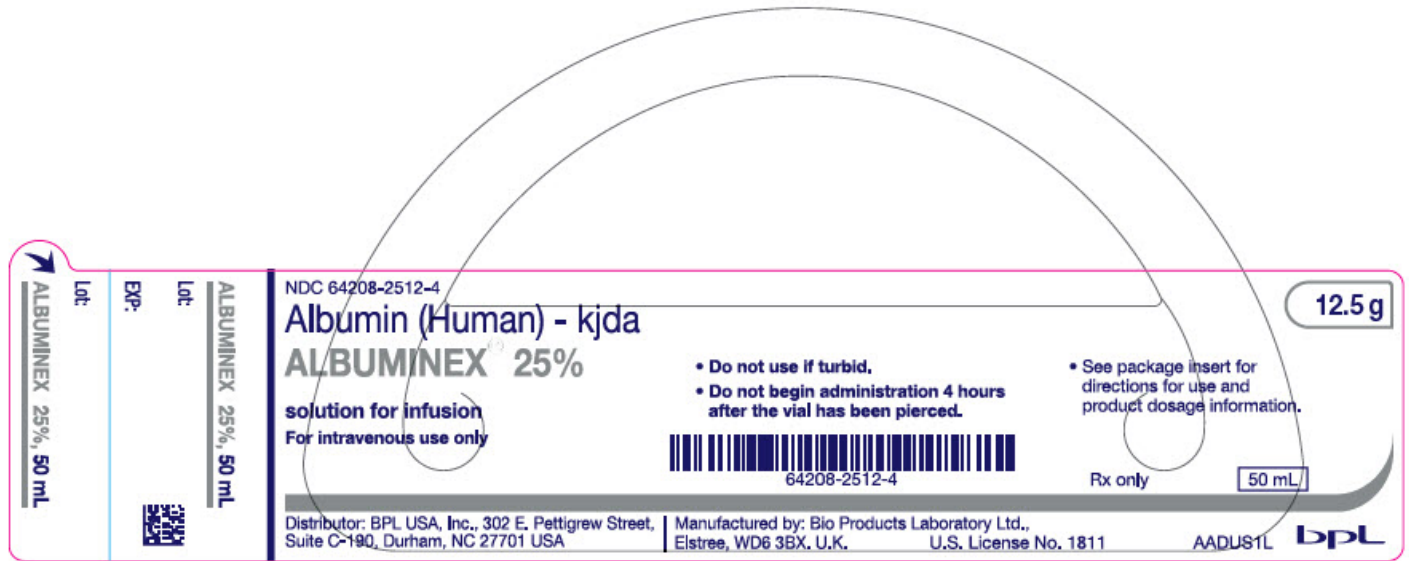 ALBUMINEX 25%, 50 mL
Lot:
EXP:
Lot:
ALBUMINEX 25%, 50 mL
NDC 64208-2512-4
Albumin (Human) - kjda
ALBUMINEX® 25%
solution for infusion
For intravenous use only
• Do not use if turbid.
• Do not begin administration 4 hours
after the vial has been pierced.
64208-2512-4
12.5 g
• See package insert for
directions for use and
product dosage information.
Rx only
50 mL
Distributor: BPL USA, Inc., 302 E. Pettigrew Street,
Suite C-190, Durham, NC 27701 USA
Manufactured by: Bio Products Laboratory Ltd.,
Elstree, WD6 3BX. U.K. U.S. License No. 1811
AADUS1L
bpl